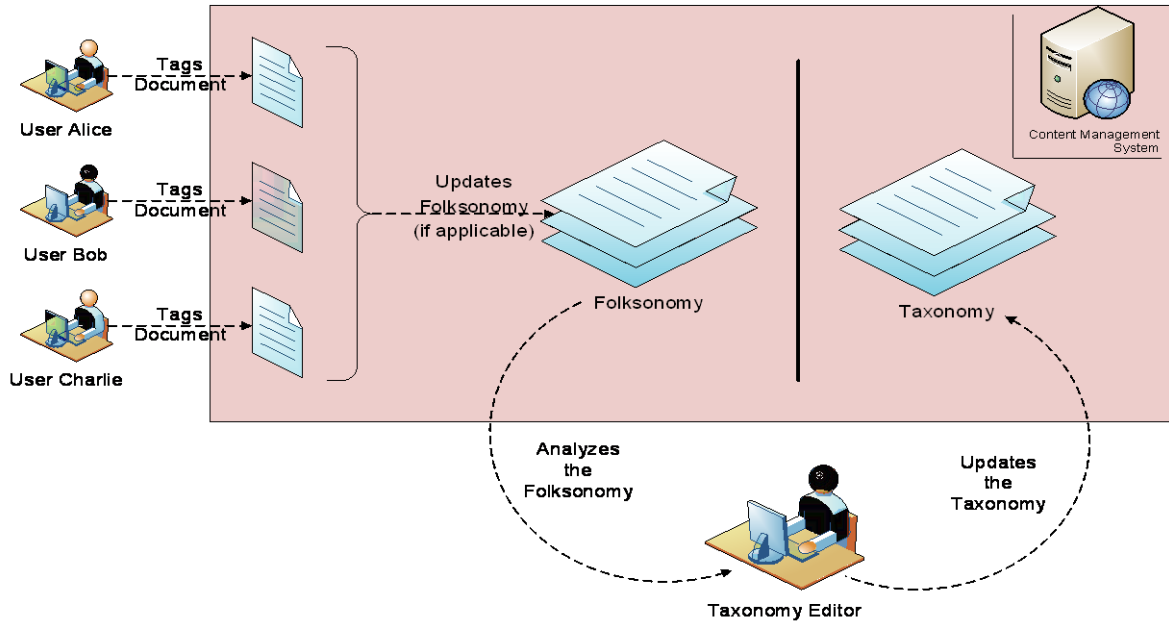 Tags
Document
User Alice
Tags
Document
User Bob
Tags
Document
User Charlie
Updates
Folksonomy
(if applicable)
Folksonomy
Taxonomy
Content Management
System
Analyzes
the
Folksonomy
Updates
the
Taxonomy
Taxonomy Editor